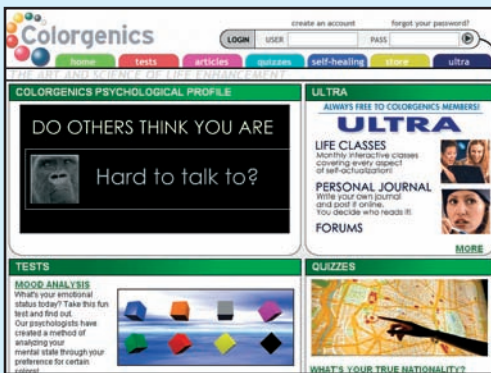 create an account forgot your password?
Colorgenics
LOGIN USER PASS
home tests articles quizzes self-healing store ultra
THE ART AND SCIENCE OF LIFE ENHANCEMENT
COLORGENICS PSYCHOLOGICAL PROFILE
DO OTHERS THINK YOU ARE
Hard to talk to?
ULTRA
ALWAYS FREE TO COLORGENICS MEMBERS!
ULTRA
LIFE CLASSES
Monthly interactive classes
covering every aspect
of self-actualization!
PERSONAL JOURNAL
Write your own journal
and post it online.
You decide who reads it!
FORUMS
MORE
TESTS
MOOD ANALYSIS
What's your emotional
status today? Take this fun
test and find out.
Our psychologists have
created a method of
analyzing your
mental state through your
preference for certain
colors!
QUIZZES
WHAT'S YOUR TRUE NATIONALITY?